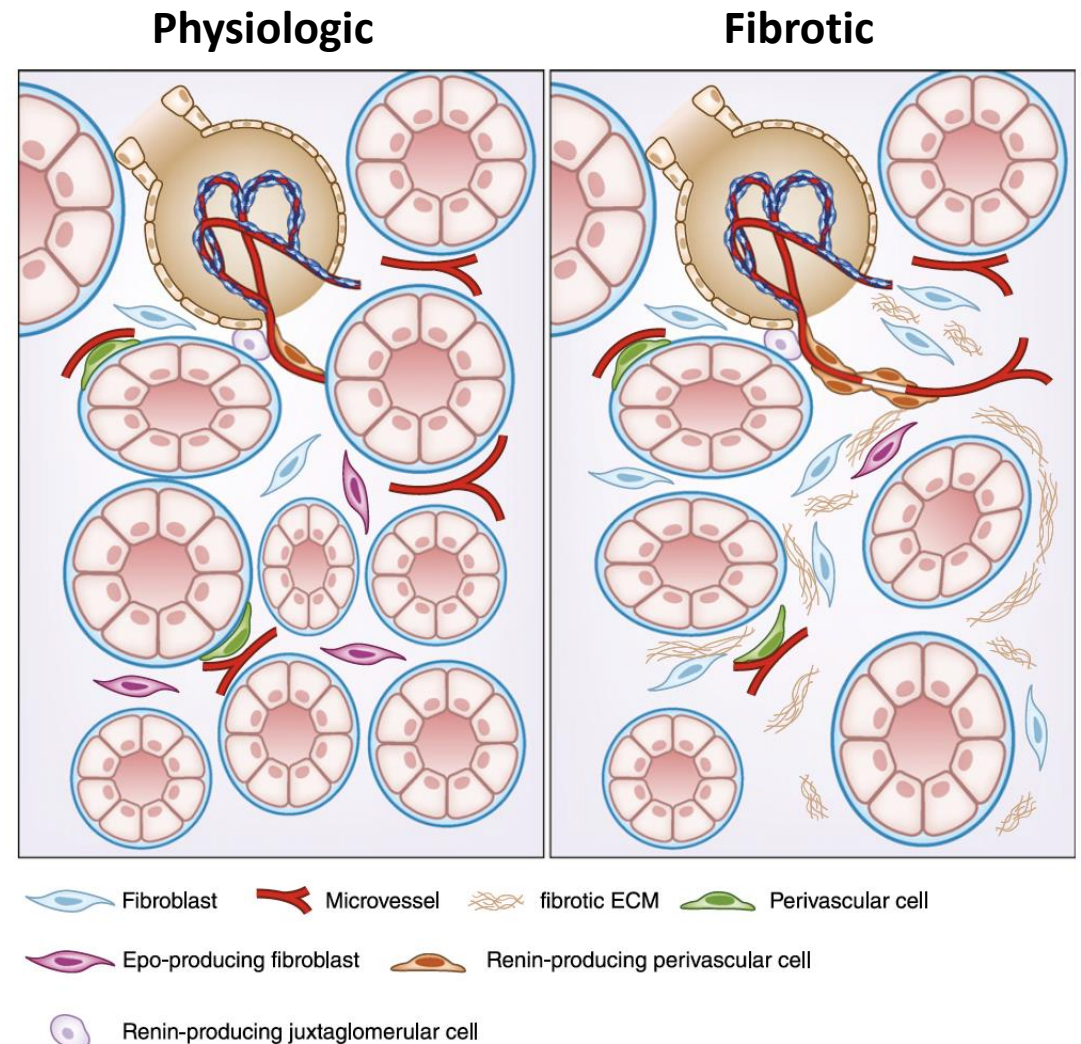 Physiologic Fibrotic
Fibroblast Microvessel fibrotic ECM Perivascular cell
Epo-producing fibroblast Renin-producing perivascular cell
Renin-producing juxtaglomerular cell